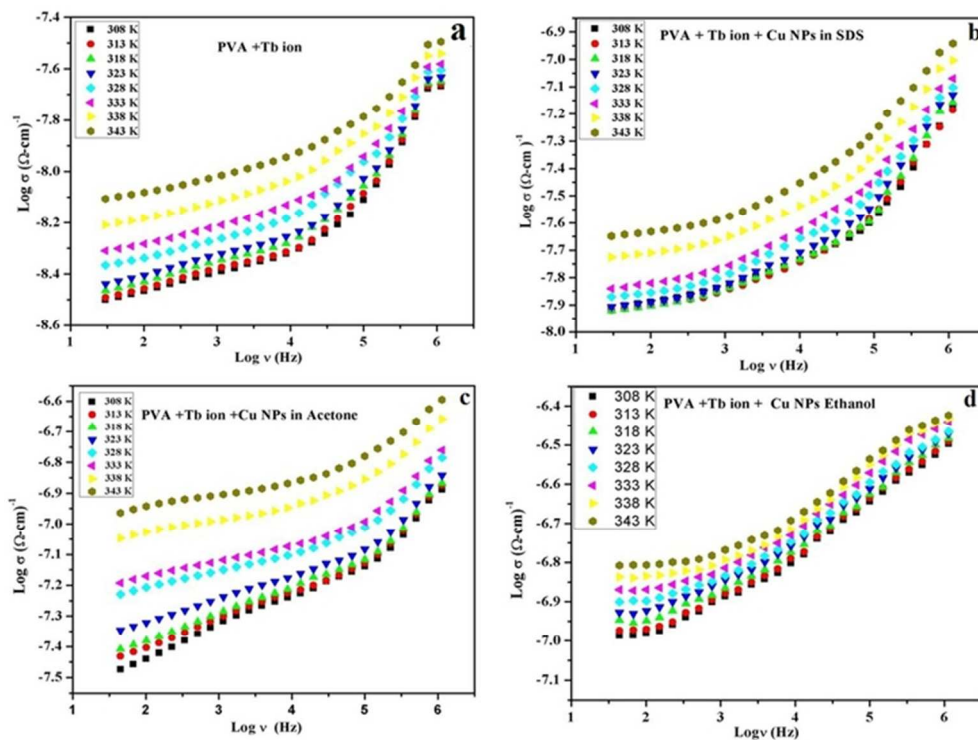 a
PVA +Tb ion
308 K
313 K
318 K
323 K
328 K
333 K
338 K
343 K
-7.4
-7.6
-7.8
-8.0
-8.2
-8.4
-8.6
Log σ (Ω-cm)⁻¹
1 2 3 4 5 6 7
Log ν (Hz)
b
PVA + Tb ion + Cu NPs in SDS
308 K
313 K
318 K
323 K
328 K
333 K
338 K
343 K
-6.9
-7.0
-7.1
-7.2
-7.3
-7.4
-7.5
-7.6
-7.7
-7.8
-7.9
-8.0
Log σ (Ω-cm)⁻¹
1 2 3 4 5 6
Log ν (Hz)
c
PVA +Tb ion +Cu NPs in Acetone
308 K
313 K
318 K
323 K
328 K
333 K
338 K
343 K
-6.6
-6.7
-6.8
-6.9
-7.0
-7.1
-7.2
-7.3
-7.4
-7.5
Log σ (Ω-cm)⁻¹
1 2 3 4 5 6
Log ν (Hz)
d
PVA +Tb ion + Cu NPs Ethanol
308 K
313 K
318 K
323 K
328 K
333 K
338 K
343 K
-6.4
-6.5
-6.6
-6.7
-6.8
-6.9
-7.0
-7.1
Log σ (Ω-cm)⁻¹
1 2 3 4 5 6
Logν (Hz)